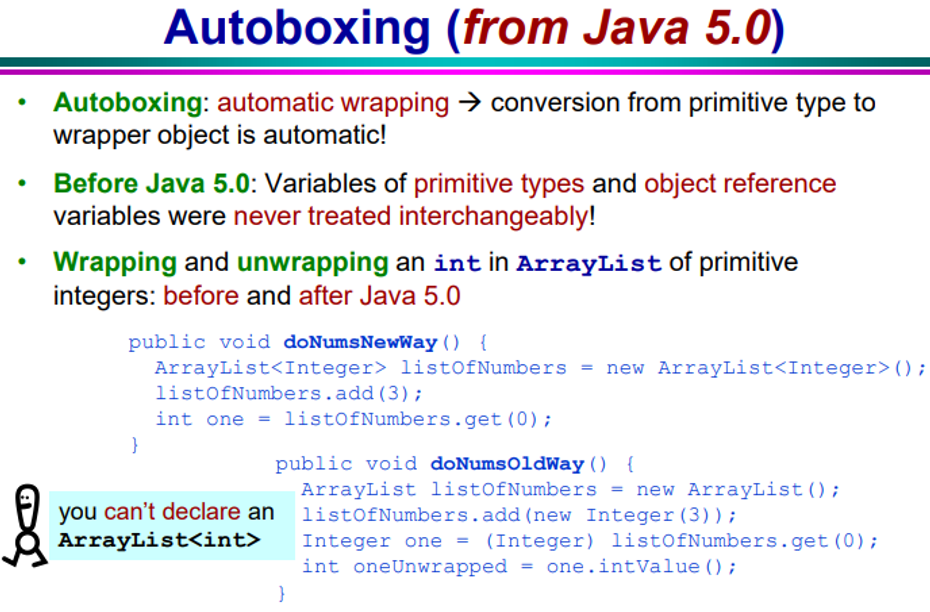 Autoboxing (from Java 5.0)
• Autoboxing: automatic wrapping → conversion from primitive type to
wrapper object is automatic!
• Before Java 5.0: Variables of primitive types and object reference
variables were never treated interchangeably!
• Wrapping and unwrapping an int in ArrayList of primitive
integers: before and after Java 5.0
public void doNumsNewWay() {
ArrayList<Integer> listOfNumbers = new ArrayList<Integer>();
listOfNumbers.add(3);
int one = listOfNumbers.get(0);
}
public void doNumsOldWay() {
ArrayList listOfNumbers = new ArrayList();
listOfNumbers.add(new Integer(3));
Integer one = (Integer) listOfNumbers.get(0);
int oneUnwrapped = one.intValue();
}
you can't declare an
ArrayList<int>